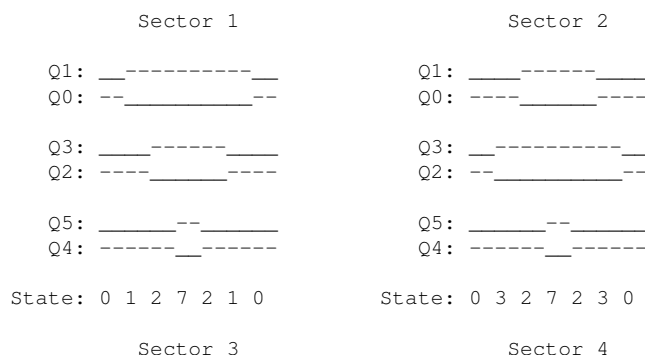 Sector 1 Sector 2
Q1: __----------__ Q1: ____------____
Q0: --__________-- Q0: ----______----
Q3: ____------____ Q3: __----------__
Q2: ----______---- Q2: --__________--
Q5: ______--______ Q5: ______--______
Q4: ------__------ Q4: ------__------
State: 0 1 2 7 2 1 0 State: 0 3 2 7 2 3 0
Sector 3 Sector 4